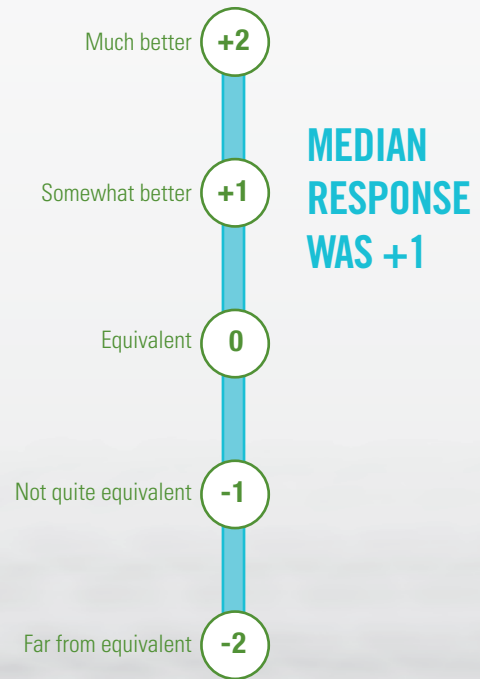 Much better +2
MEDIAN
RESPONSE
WAS +1
Somewhat better +1
Equivalent 0
Not quite equivalent -1
Far from equivalent -2